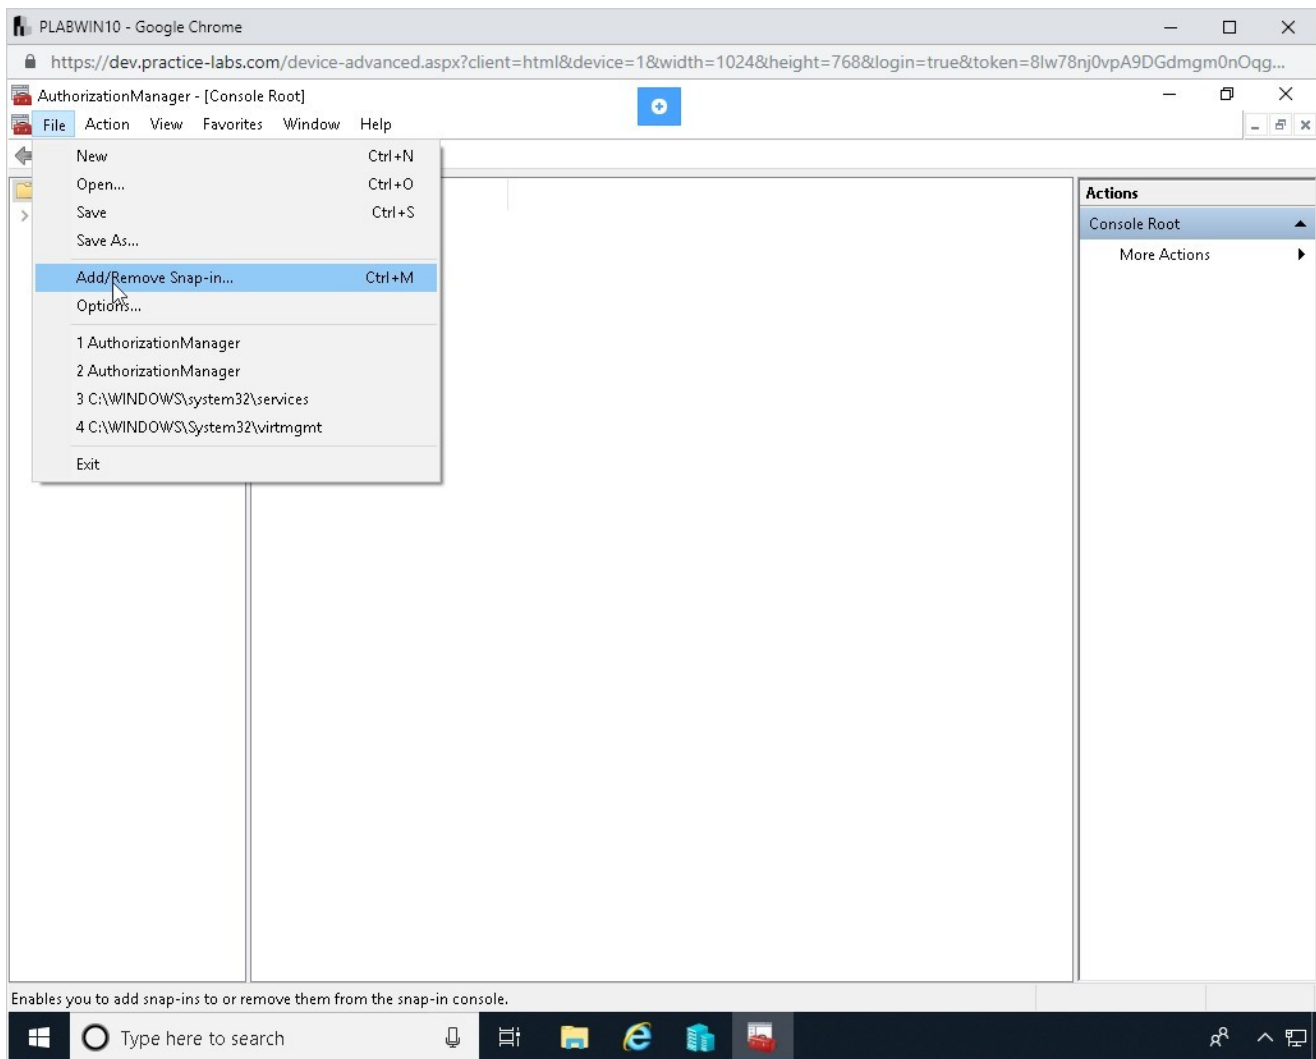 PLABWIN10 - Google Chrome
https://dev.practice-labs.com/device-advanced.aspx?client=html&device=1&width=1024&height=768&login=true&token=8lw78nj0vpA9DGdmgm0nOqg...
AuthorizationManager - [Console Root]
File Action View Favorites Window Help
New Ctrl+N
Open... Ctrl+O
Save Ctrl+S
Save As...
Add/Remove Snap-in... Ctrl+M
Options...
1 AuthorizationManager
2 AuthorizationManager
3 C:\WINDOWS\system32\services
4 C:\WINDOWS\System32\virtmgmt
Exit
Actions
Console Root
More Actions
Enables you to add snap-ins to or remove them from the snap-in console.
Type here to search